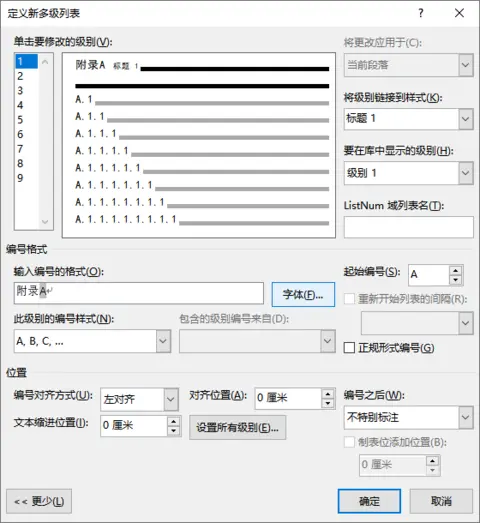 定义新多级列表 ? ×
单击要修改的级别(V):
将更改应用于(C):
1
2
3
4
5
6
7
8
9
附录A 标题 1
A.1
A.1.1
A.1.1.1
A.1.1.1.1
A.1.1.1.1.1
A.1.1.1.1.1.1
A.1.1.1.1.1.1.1
A.1.1.1.1.1.1.1.1
当前段落
将级别链接到样式(K):
标题 1
要在库中显示的级别(H):
级别 1
ListNum 域列表名(T):
编号格式
输入编号的格式(O):
附录A↵
字体(F)...
起始编号(S): A
重新开始列表的间隔(R):
此级别的编号样式(N):
包含的级别编号来自(D):
A, B, C, ...
正规形式编号(G)
位置
编号对齐方式(U): 左对齐 对齐位置(A): 0 厘米 编号之后(W):
不特别标注
文本缩进位置(I): 0 厘米 设置所有级别(E)...
制表位添加位置(B):
0 厘米
<< 更少(L) 确定 取消